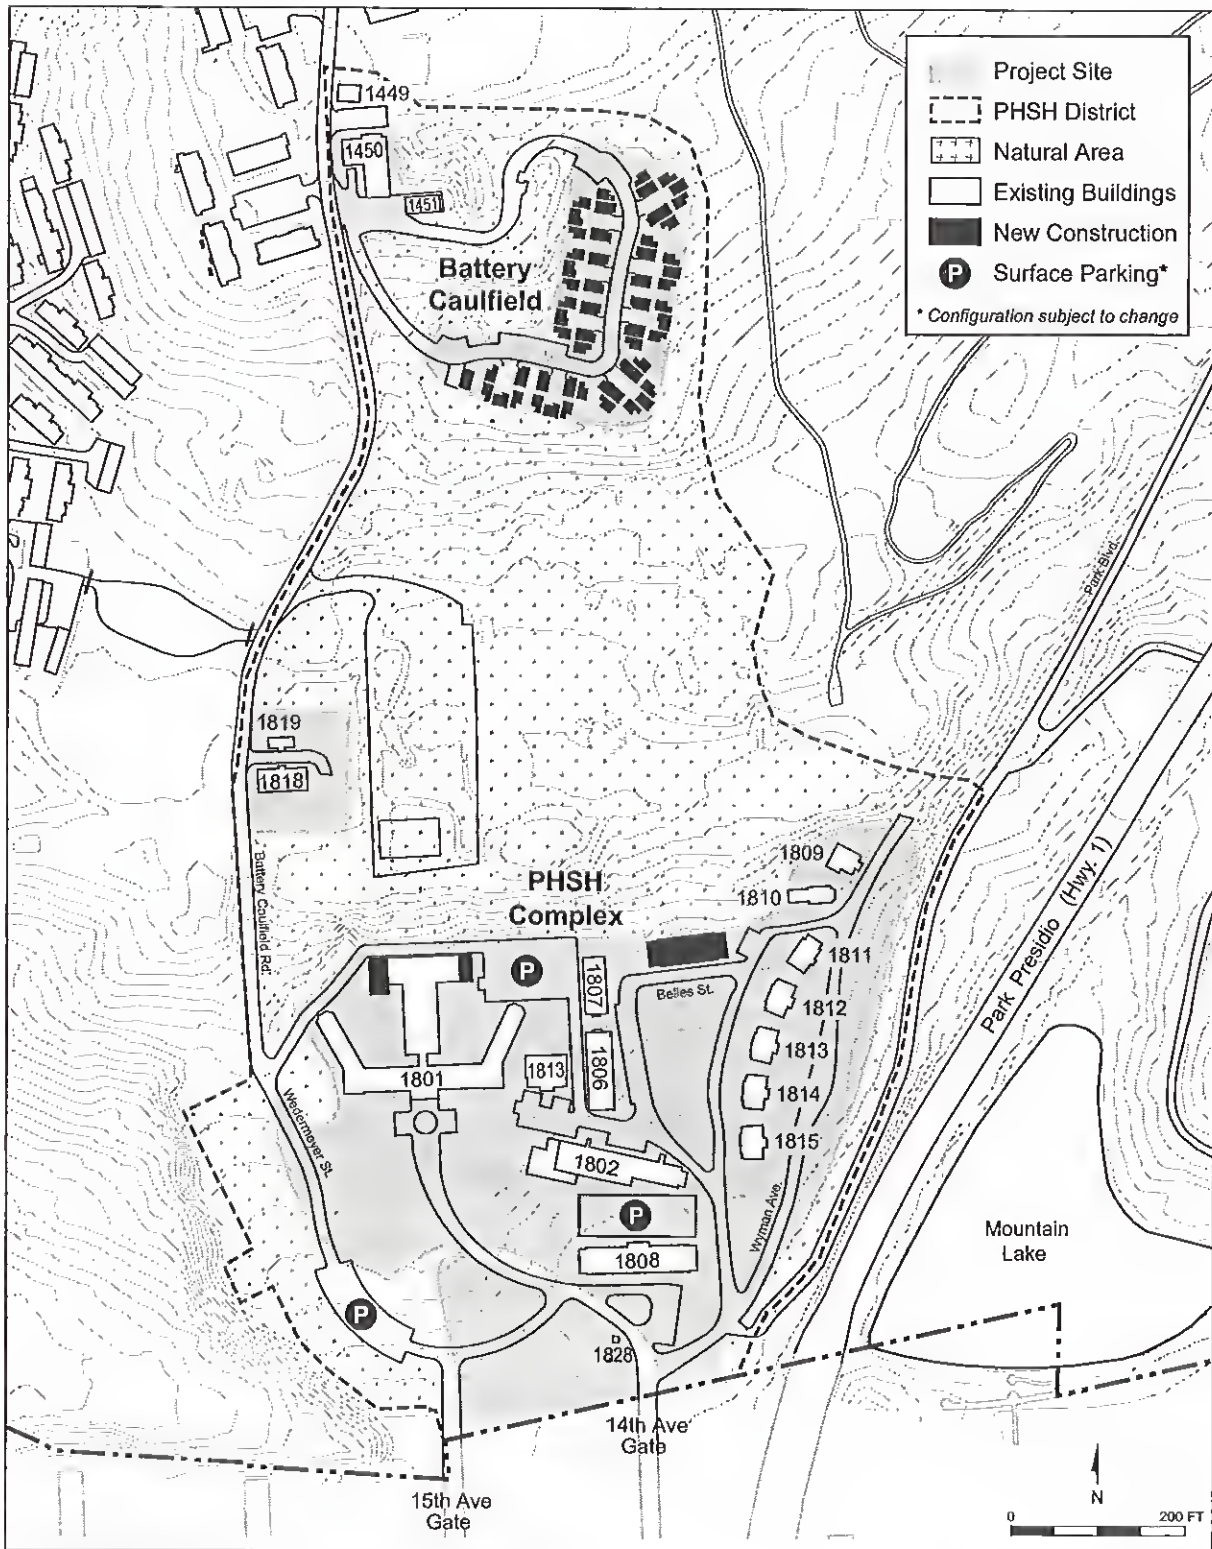 Project Site
PHSH District
Natural Area
Existing Buildings
New Construction
P Surface Parking*
* Configuration subject to change
1449
1450
1451
Battery
Caulfield
Park Blvd.
1819
1818
Battery Caulfield Rd.
PHSH
Complex
1809
1810
1811
Park Presidio (Hwy. 1)
P
1807
Belles St.
1812
1813
1801
1813
1806
1814
Wedermeyer St.
1815
1802
P
Wyman Ave.
1808
Mountain
Lake
P
1828
14th Ave
Gate
15th Ave
Gate
N
0 200 FT